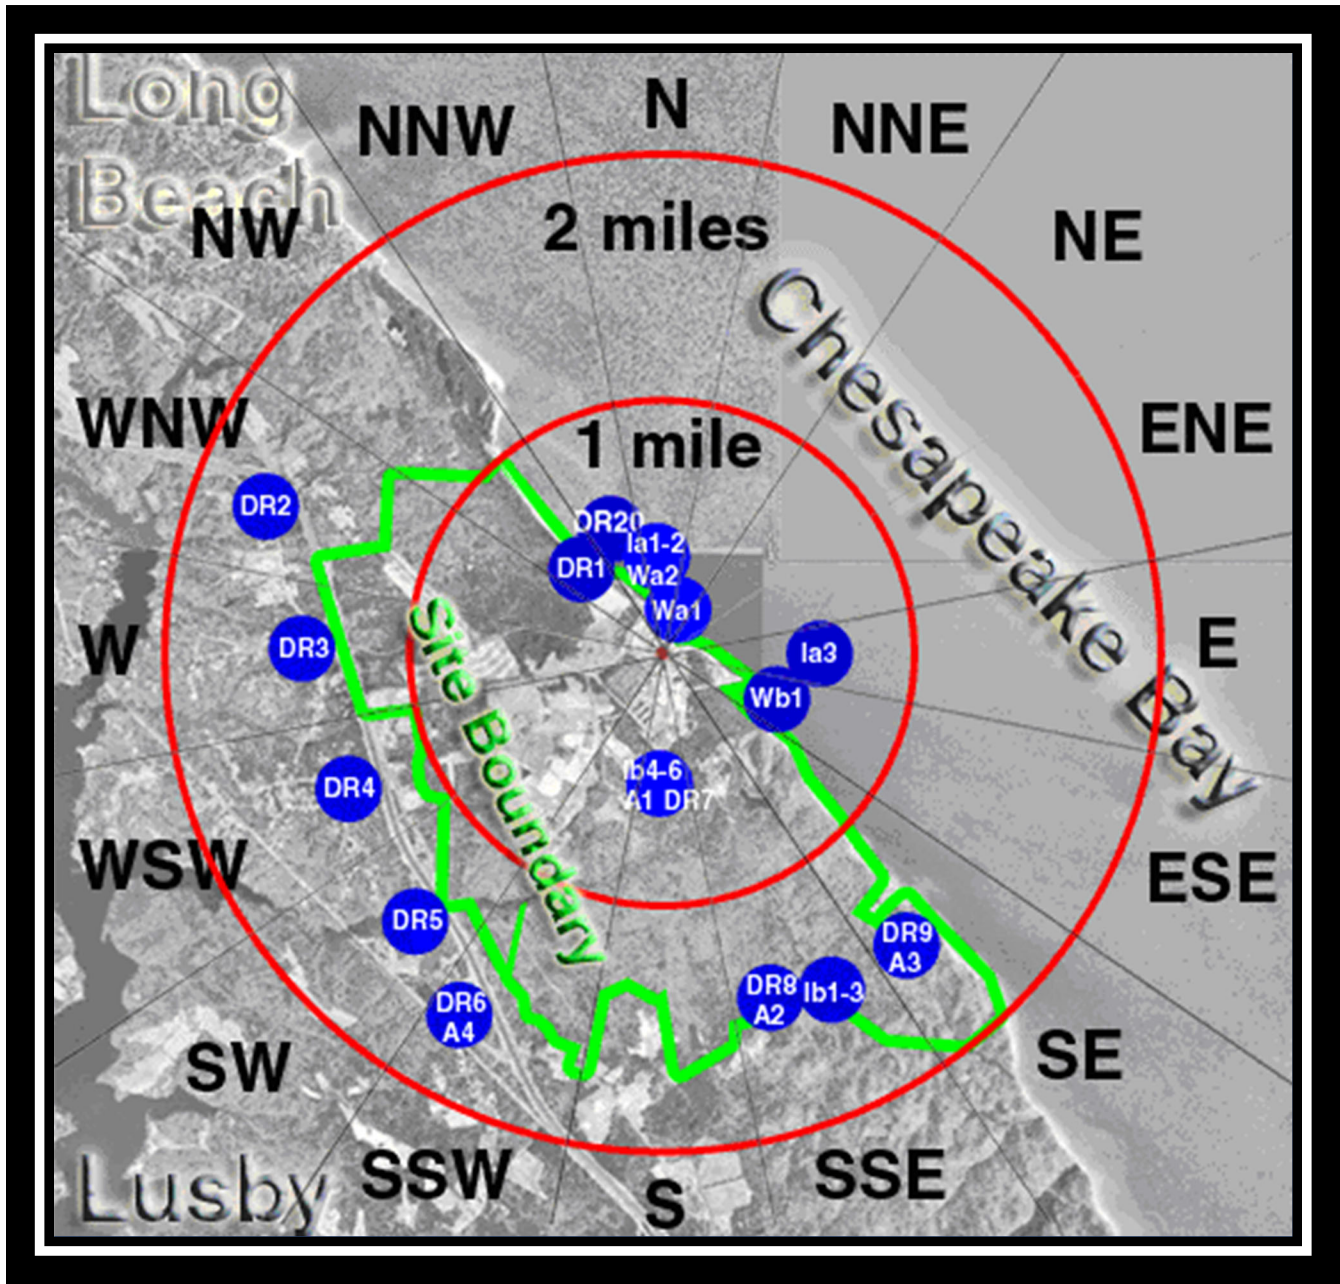 Long
Beach
NNW
N
NNE
NW
NE
2 miles
Chesapeake Bay
WNW
1 mile
ENE
DR2
DR20
Ia1-2
DR1
Wa2
Wa1
Site Boundary
W
DR3
Ia3
E
Wb1
DR4
Ib4-6
A1 DR7
WSW
ESE
DR5
DR9
A3
DR6
A4
DR8
A2
Ib1-3
SW
SE
Lusby
SSW
S
SSE